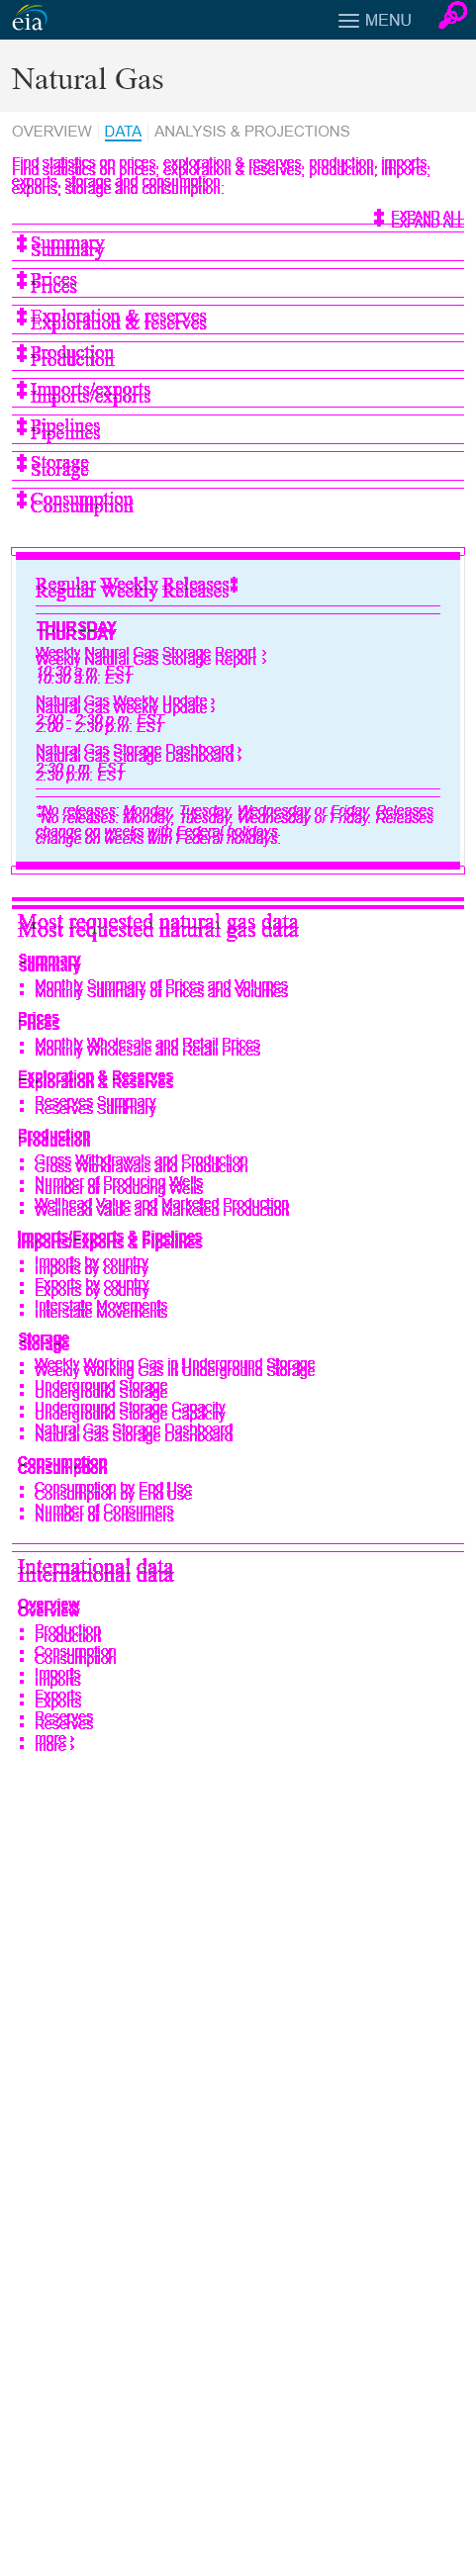 eia
MENU
Natural Gas
OVERVIEW DATA ANALYSIS & PROJECTIONS
Find statistics on prices, exploration & reserves, production, imports,
exports, storage and consumption.
EXPAND ALL
Summary
Prices
Exploration & reserves
Production
Imports/exports
Pipelines
Storage
Consumption
Regular Weekly Releases‡
THURSDAY
Weekly Natural Gas Storage Report ›
10:30 a.m. EST
Natural Gas Weekly Update ›
2:00 - 2:30 p.m. EST
Natural Gas Storage Dashboard ›
2:30 p.m. EST
*No releases: Monday, Tuesday, Wednesday or Friday. Releases
change on weeks with Federal holidays.
Most requested natural gas data
Summary
Monthly Summary of Prices and Volumes
Prices
Monthly Wholesale and Retail Prices
Exploration & Reserves
Reserves Summary
Production
Gross Withdrawals and Production
Number of Producing Wells
Wellhead Value and Marketed Production
Imports/Exports & Pipelines
Imports by country
Exports by country
Interstate Movements
Storage
Weekly Working Gas in Underground Storage
Underground Storage
Underground Storage Capacity
Natural Gas Storage Dashboard
Consumption
Consumption by End Use
Number of Consumers
International data
Overview
Production
Consumption
Imports
Exports
Reserves
more ›